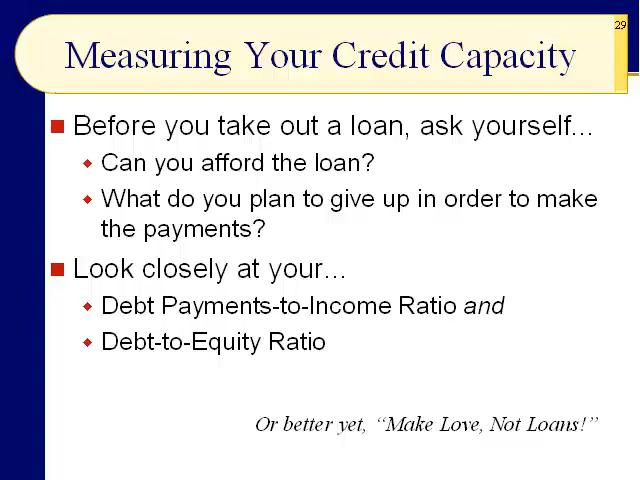 29
Measuring Your Credit Capacity
Before you take out a loan, ask yourself...
Can you afford the loan?
What do you plan to give up in order to make
the payments?
Look closely at your...
Debt Payments-to-Income Ratio and
Debt-to-Equity Ratio
Or better yet, “Make Love, Not Loans!”